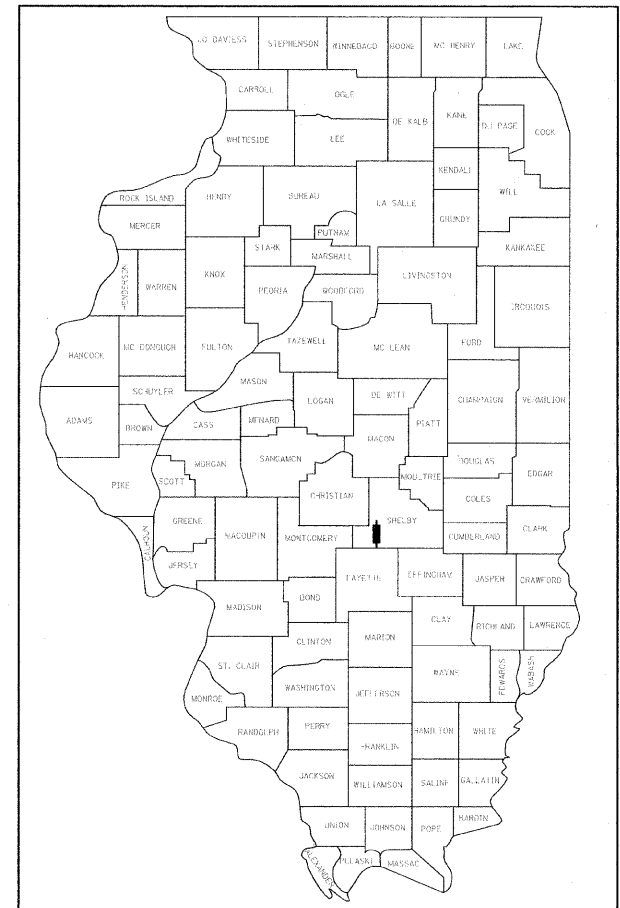 JO DAVIESS
STEPHENSON
WINNEBAGO
BOONE
MC HENRY
LAKE
CARROLL
OGLE
DE KALB
KANE
DU PAGE
COOK
WHITESIDE
LEE
KENDALL
WILL
ROCK ISLAND
HENRY
BUREAU
LA SALLE
GRUNDY
MERCER
PUTNAM
STARK
MARSHALL
KANKAKEE
HENDERSON
WARREN
KNOX
PEORIA
WOODFORD
LIVINGSTON
IROQUOIS
HANCOCK
MC DONOUGH
FULTON
TAZEWELL
MC LEAN
FORD
MASON
SCHUYLER
LOGAN
DE WITT
CHAMPAIGN
VERMILION
ADAMS
BROWN
CASS
MENARD
MACON
PIATT
PIKE
SCOTT
MORGAN
SANGAMON
MOULTRIE
DOUGLAS
EDGAR
CHRISTIAN
COLES
CALHOUN
GREENE
MACOUPIN
MONTGOMERY
SHELBY
CUMBERLAND
CLARK
JERSEY
FAYETTE
EFFINGHAM
JASPER
CRAWFORD
MADISON
BOND
CLAY
RICHLAND
LAWRENCE
CLINTON
MARION
ST. CLAIR
WAYNE
EDWARDS
WABASH
MONROE
WASHINGTON
JEFFERSON
RANDOLPH
PERRY
FRANKLIN
HAMILTON
WHITE
JACKSON
WILLIAMSON
SALINE
GALLATIN
UNION
JOHNSON
POPE
HARDIN
ALEXANDER
PULASKI
MASSAC